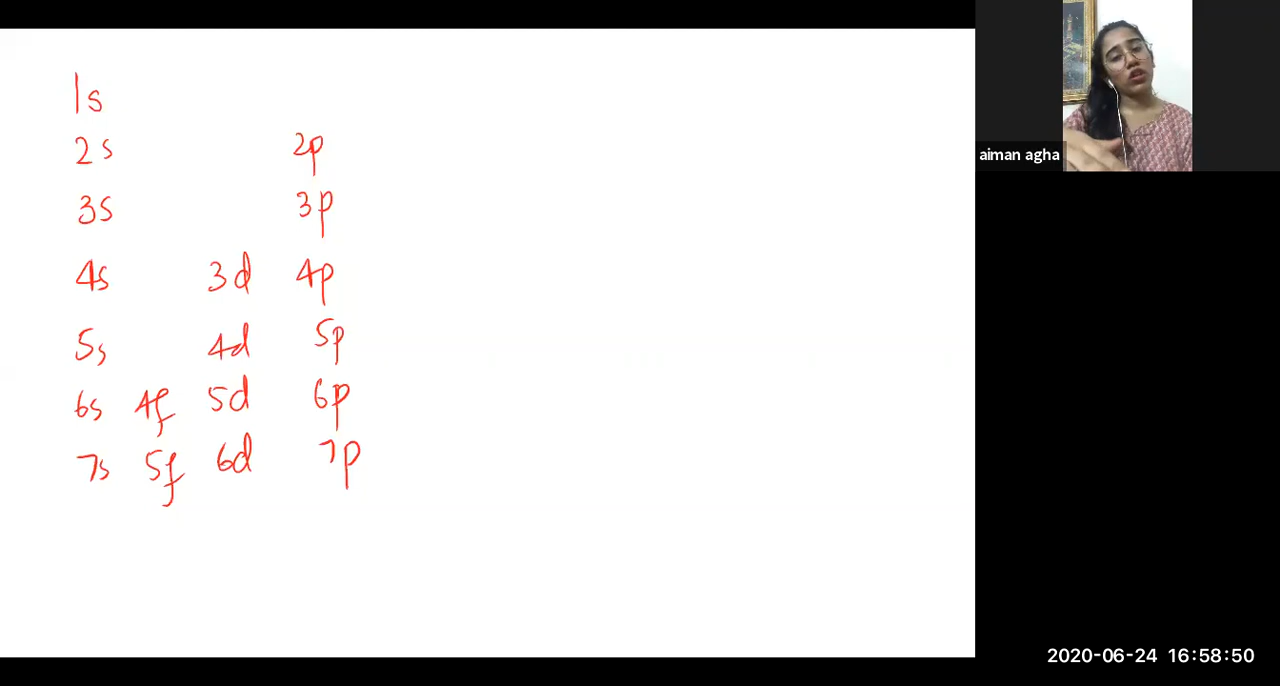 1s
2s 2p
3s 3p
4s 3d 4p
5s 4d 5p
6s 4f 5d 6p
7s 5f 6d 7p
aiman agha
2020-06-24 16:58:50